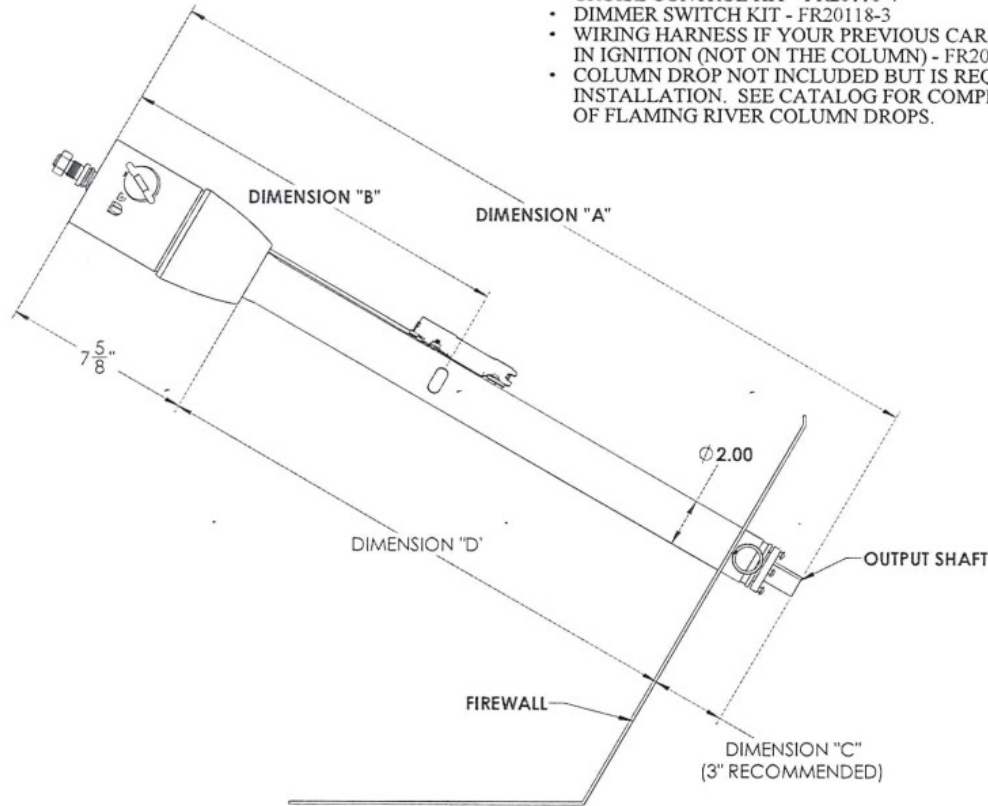 • DIMMER SWITCH KIT - FR20118-3
• WIRING HARNESS IF YOUR PREVIOUS CAR
IN IGNITION (NOT ON THE COLUMN) - FR20
• COLUMN DROP NOT INCLUDED BUT IS REQ
INSTALLATION. SEE CATALOG FOR COMP
OF FLAMING RIVER COLUMN DROPS.
DIMENSION "B"
DIMENSION "A"
7 5/8"
Ø 2.00
DIMENSION "D'
OUTPUT SHAFT
FIREWALL
DIMENSION "C"
(3" RECOMMENDED)